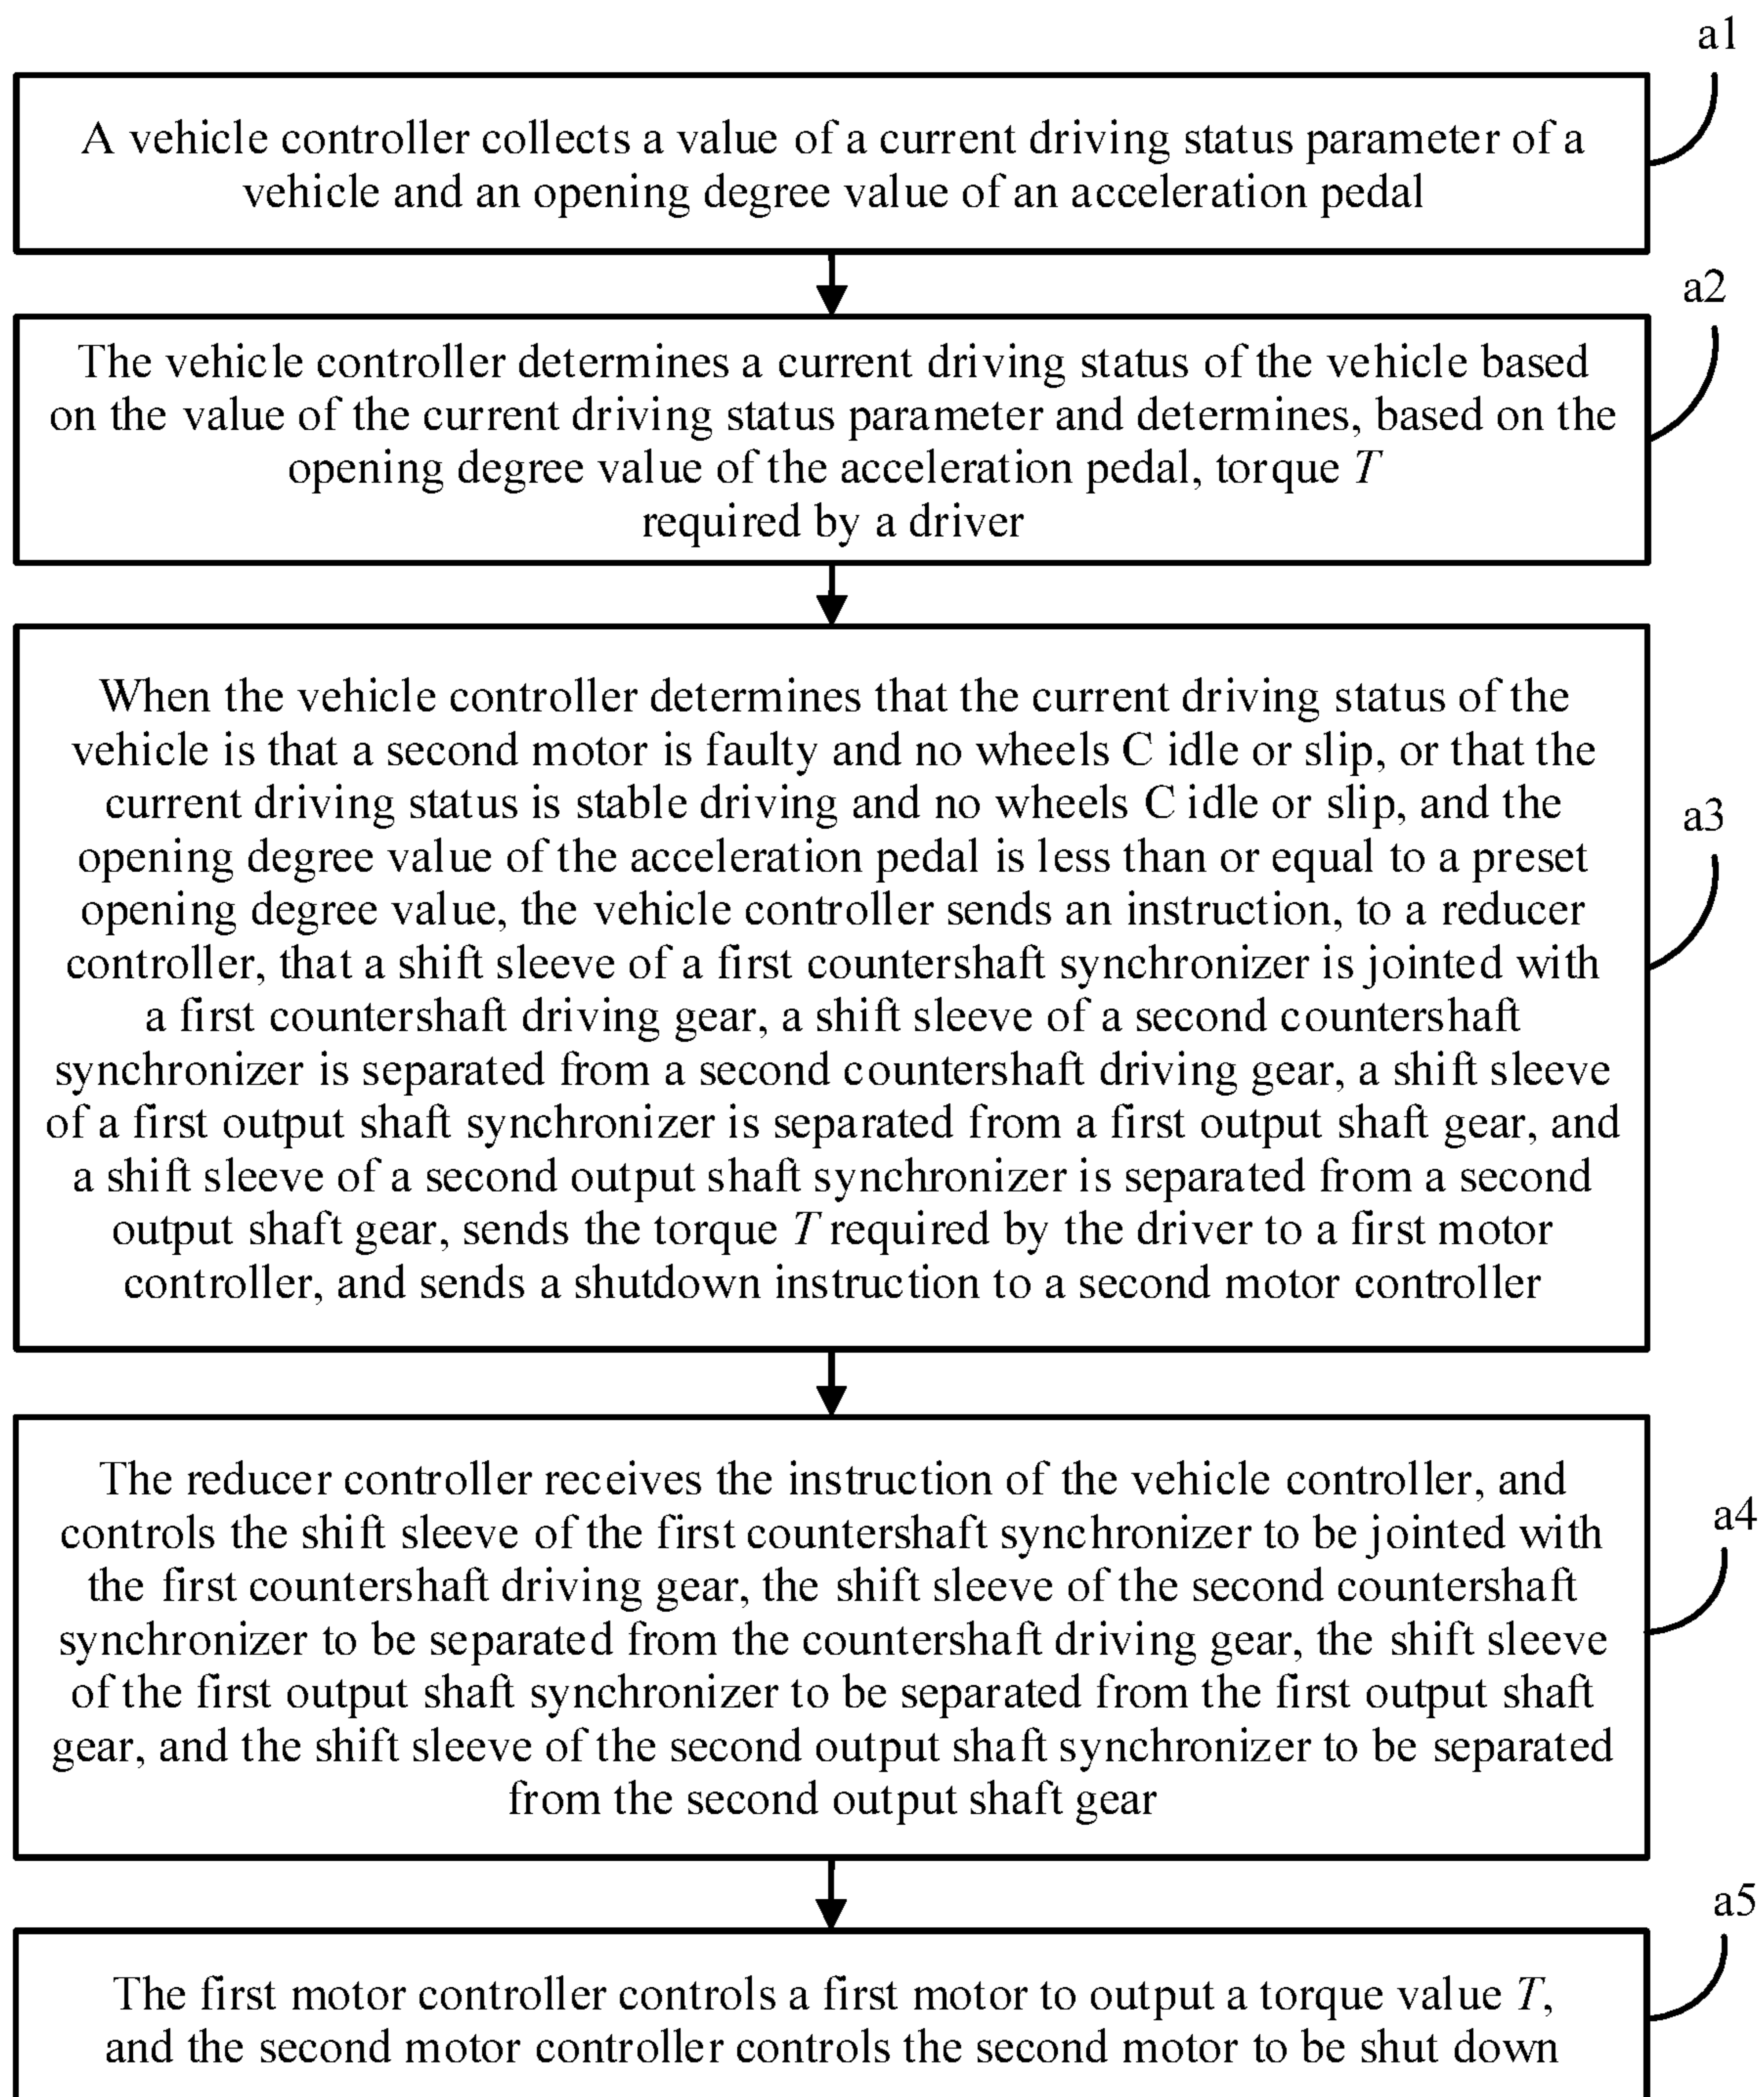 a1
A vehicle controller collects a value of a current driving status parameter of a
vehicle and an opening degree value of an acceleration pedal
a2
The vehicle controller determines a current driving status of the vehicle based
on the value of the current driving status parameter and determines, based on the
opening degree value of the acceleration pedal, torque T
required by a driver
a3
When the vehicle controller determines that the current driving status of the
vehicle is that a second motor is faulty and no wheels C idle or slip, or that the
current driving status is stable driving and no wheels C idle or slip, and the
opening degree value of the acceleration pedal is less than or equal to a preset
opening degree value, the vehicle controller sends an instruction, to a reducer
controller, that a shift sleeve of a first countershaft synchronizer is jointed with
a first countershaft driving gear, a shift sleeve of a second countershaft
synchronizer is separated from a second countershaft driving gear, a shift sleeve
of a first output shaft synchronizer is separated from a first output shaft gear, and
a shift sleeve of a second output shaft synchronizer is separated from a second
output shaft gear, sends the torque T required by the driver to a first motor
controller, and sends a shutdown instruction to a second motor controller
a4
The reducer controller receives the instruction of the vehicle controller, and
controls the shift sleeve of the first countershaft synchronizer to be jointed with
the first countershaft driving gear, the shift sleeve of the second countershaft
synchronizer to be separated from the countershaft driving gear, the shift sleeve
of the first output shaft synchronizer to be separated from the first output shaft
gear, and the shift sleeve of the second output shaft synchronizer to be separated
from the second output shaft gear
a5
The first motor controller controls a first motor to output a torque value T,
and the second motor controller controls the second motor to be shut down